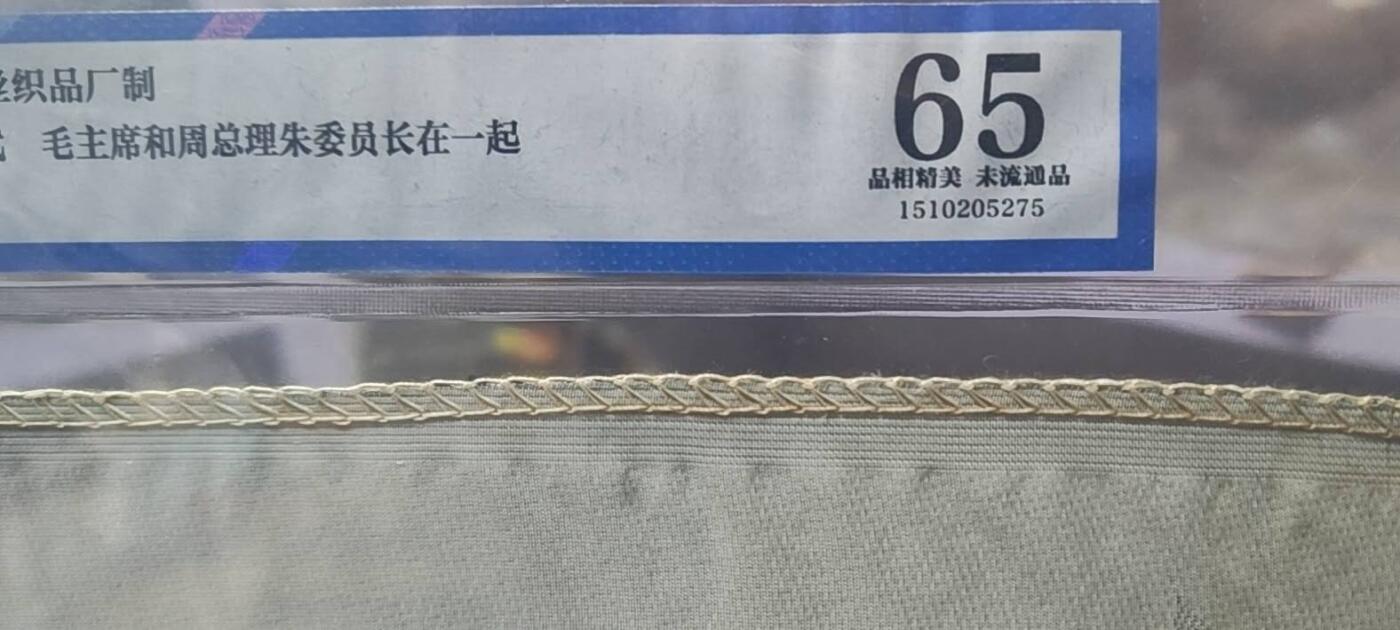 丝织品厂制
毛主席和周总理朱委员长在一起
65
品相精美 未流通品
1510205275